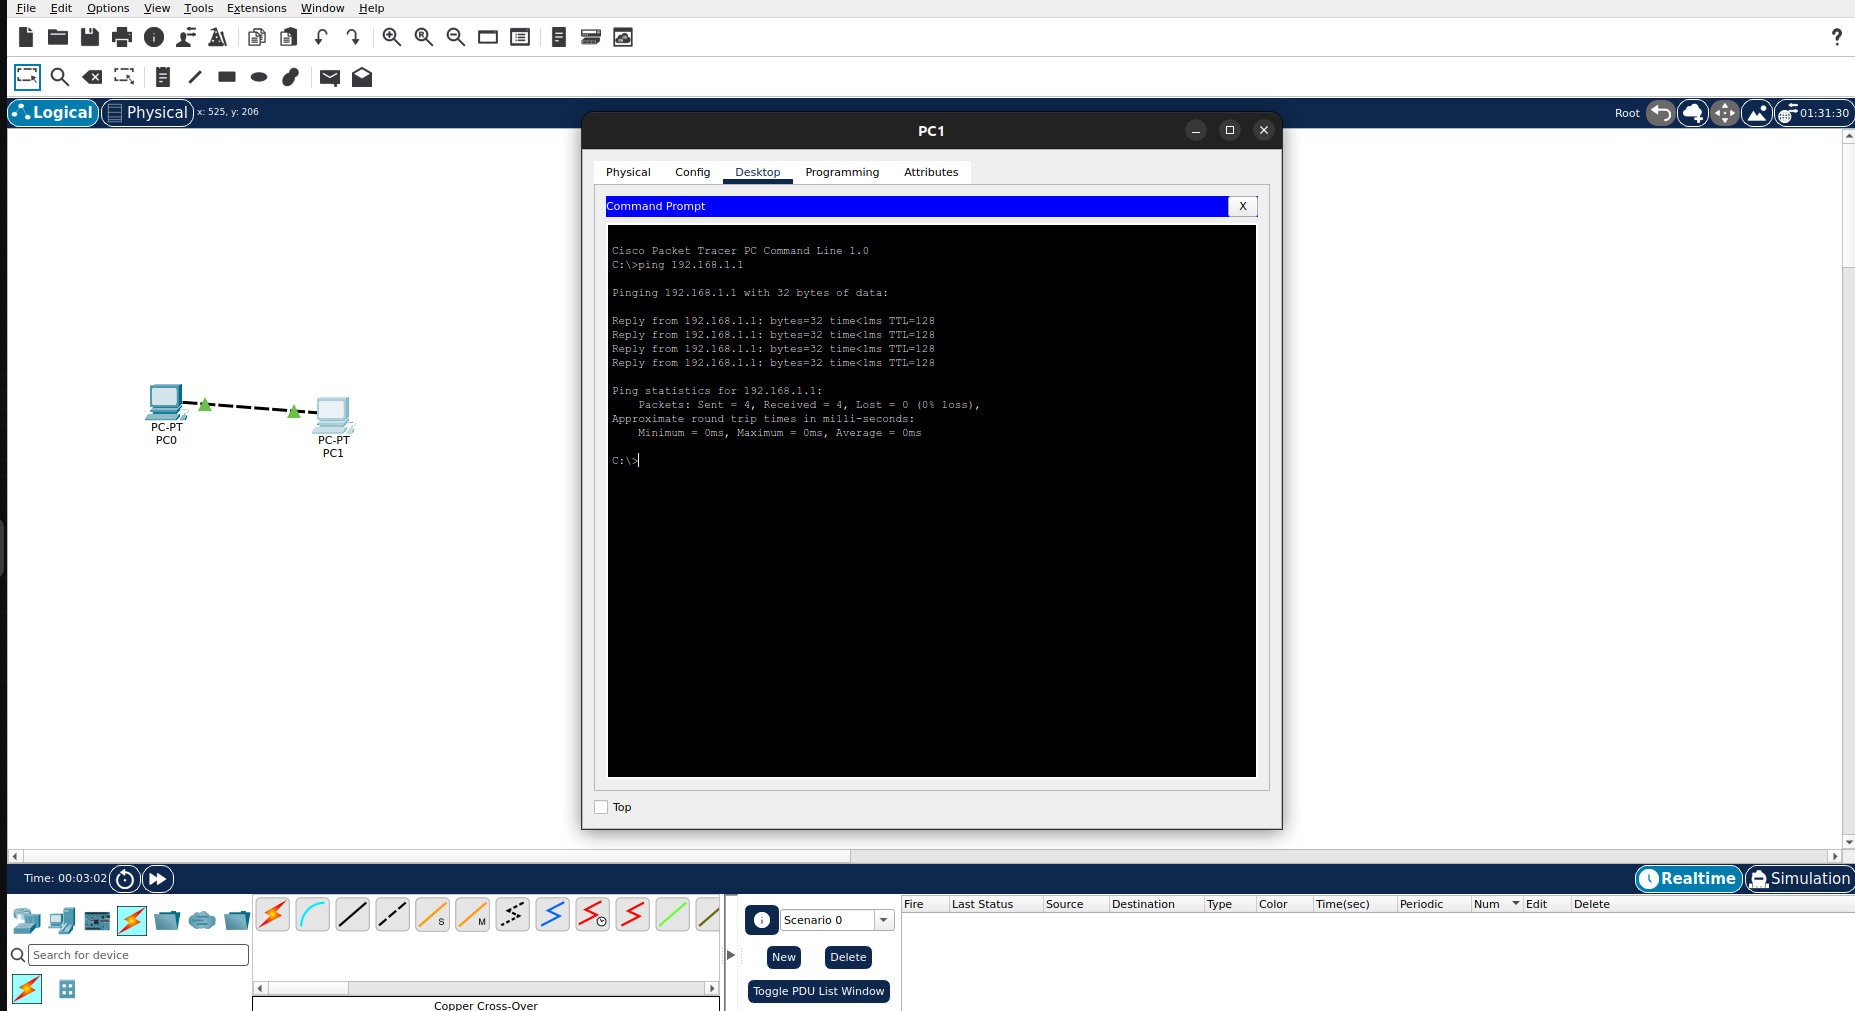 File Edit Options View Tools Extensions Window Help
?
Logical Physical x: 525, y: 206 Root 01:31:30
PC1
Physical Config Desktop Programming Attributes
Command Prompt X
Cisco Packet Tracer PC Command Line 1.0
C:\>ping 192.168.1.1
Pinging 192.168.1.1 with 32 bytes of data:
Reply from 192.168.1.1: bytes=32 time<1ms TTL=128
Reply from 192.168.1.1: bytes=32 time<1ms TTL=128
Reply from 192.168.1.1: bytes=32 time<1ms TTL=128
Reply from 192.168.1.1: bytes=32 time<1ms TTL=128
Ping statistics for 192.168.1.1:
Packets: Sent = 4, Received = 4, Lost = 0 (0% loss),
Approximate round trip times in milli-seconds:
Minimum = 0ms, Maximum = 0ms, Average = 0ms
C:\>
PC-PT
PC0
PC-PT
PC1
Top
Time: 00:03:02 Realtime Simulation
S M
Scenario 0
Fire Last Status Source Destination Type Color Time(sec) Periodic Num Edit Delete
Search for device
New Delete
Toggle PDU List Window
Copper Cross-Over